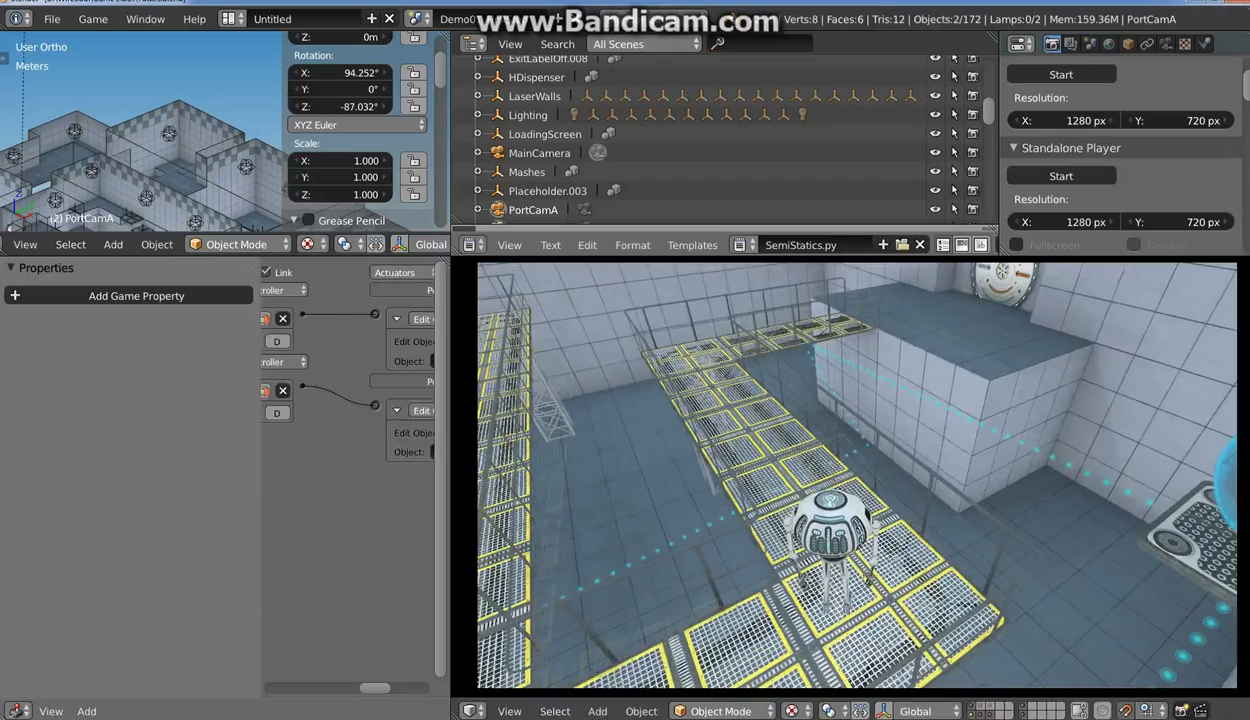 www.Bandicam.com
File Game Window Help Untitled Demo0 Verts:8 | Faces:6 | Tris:12 | Objects:2/172 | Lamps:0/2 | Mem:159.36M | PortCamA
User Ortho
Meters
Z: 0m
Rotation:
X: 94.252°
Y: 0°
Z: -87.032°
XYZ Euler
Scale:
X: 1.000
Y: 1.000
Z: 1.000
Grease Pencil
(2) PortCamA
View Select Add Object Object Mode Global
View Search All Scenes
ExitLabelOff.008
HDispenser
LaserWalls
Lighting
LoadingScreen
MainCamera
Mashes
Placeholder.003
PortCamA
View Text Edit Format Templates SemiStatics.py
Start
Resolution:
X: 1280 px Y: 720 px
Standalone Player
Start
Resolution:
X: 1280 px Y: 720 px
Fullscreen
Properties
Add Game Property
Link Actuators
D
Edit Obje
Object:
D
Edit Obje
Object:
View Add
View Select Add Object Object Mode Global